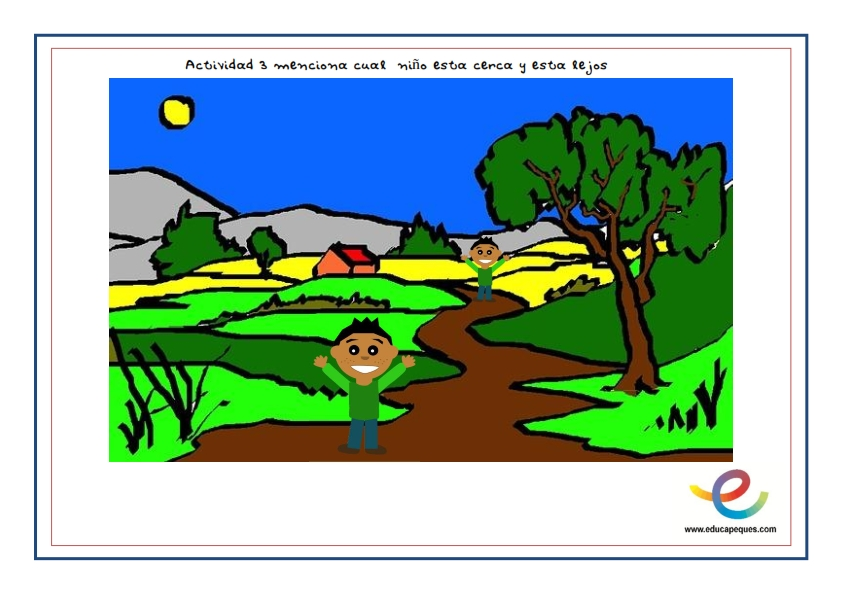 Actividad 3 menciona cual niño esta cerca y esta lejos
www.educapeques.com